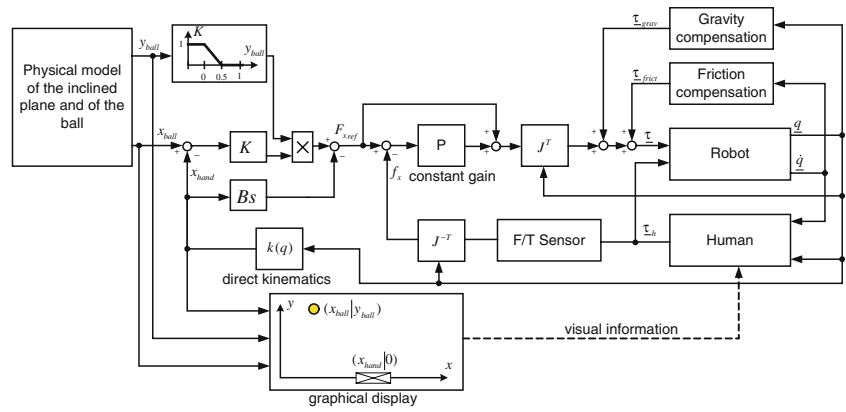 Physical model
of the inclined
plane and of the
ball
y_ball
K
1
0 0.5 1
y_ball
x_ball
+
−
x_hand
K
×
Bs
+
−
F_x ref
+
−
f_x
P
constant gain
+
+
J^T
+
+
+
+
τ_grav
Gravity
compensation
τ_frict
Friction
compensation
τ
Robot
q
q̇
J^-T
F/T Sensor
τ_h
Human
k(q)
direct kinematics
y
(x_ball|y_ball)
(x_hand|0)
x
graphical display
visual information